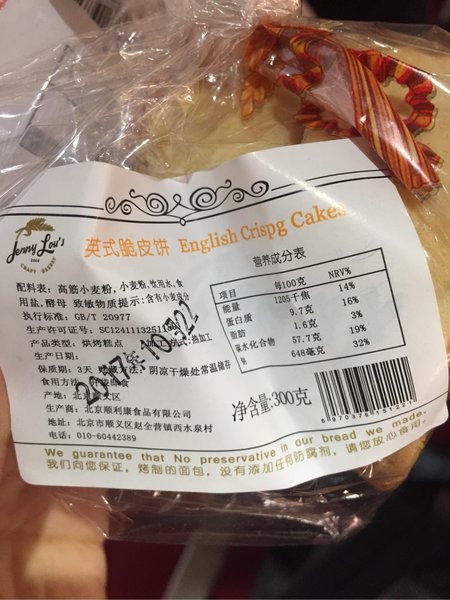 Jenny Lou's
CRAFT BAKERY
英式脆皮饼 English Crispg Cakes
配料表：高筋小麦粉，小麦粉，饮用水，食
用盐，酵母 致敏物质提示：含有小麦成分
执行标准：GB/T 20977
生产许可证号：
产品类型：烘烤糕点 热加工
生产日期：
保质期：3天 阴凉干燥处常温储存
食用方法：
产地：北京
生产商：北京顺利康食品有限公司
地址：北京市顺义区赵全营镇西水泉村
电话：010-60442389
营养成分表
项目 每100克 NRV%
能量 1205千焦 14%
蛋白质 9.7克 16%
脂肪 1.6克 3%
碳水化合物 57.7克 19%
钠 648毫克 32%
净含量:300克
We guarantee that No preservative in our bread we made.
我们向您保证，烤制的面包，没有添加任何防腐剂，请您放心食用。